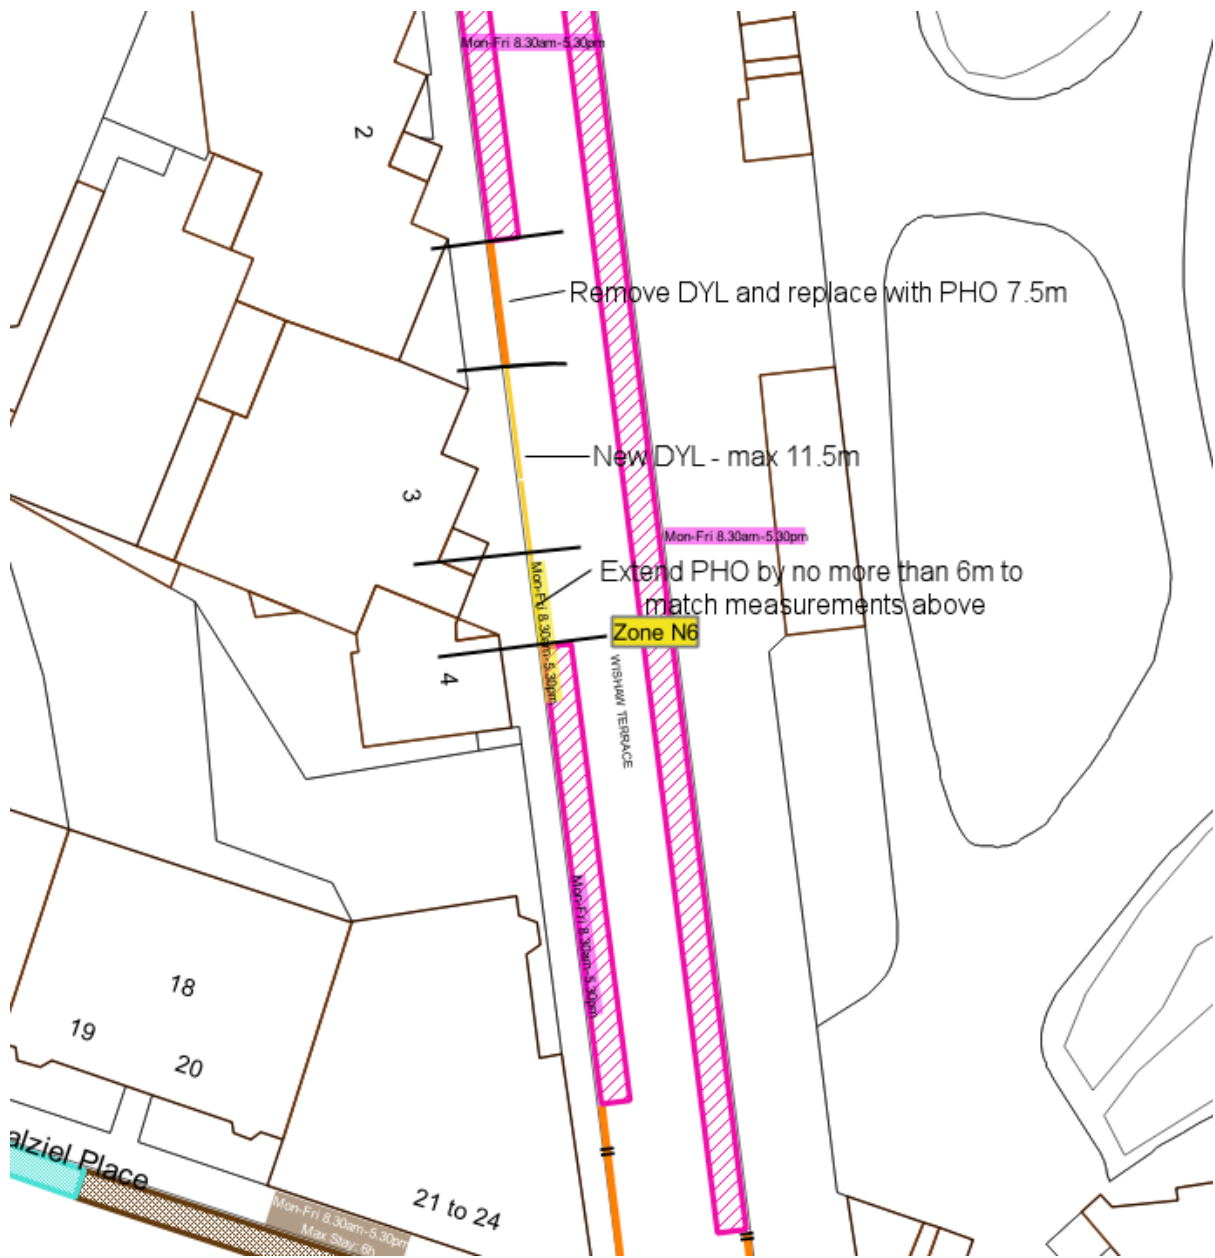 Mon-Fri 8.30am-5.30pm
2
Remove DYL and replace with PHO 7.5m
New DYL - max 11.5m
3
Mon-Fri 8.30am-5.30pm
Extend PHO by no more than 6m to
match measurements above
Mon-Fri 8.30am-5.30pm
Zone N6
4
WISHAW TERRACE
Mon-Fri 8.30am-5.30pm
18
19
20
alziel Place
21 to 24
Mon-Fri 8.30am-5.30pm
Max Stay: 6h